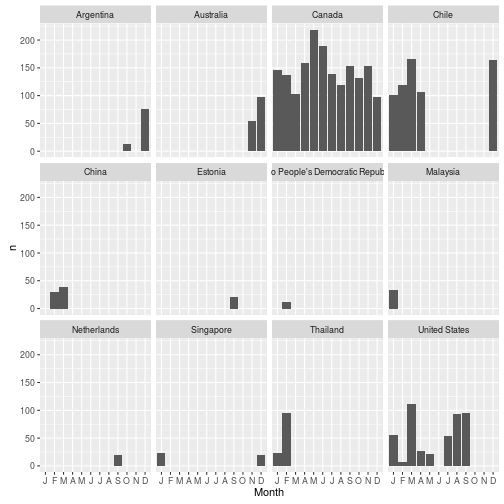 Argentina Australia Canada Chile
200
150
100
50
0
China Estonia o People's Democratic Repub Malaysia
200
150
100
50
0
n
Netherlands Singapore Thailand United States
200
150
100
50
0
J F M A M J J A S O N D J F M A M J J A S O N D J F M A M J J A S O N D J F M A M J J A S O N D
Month